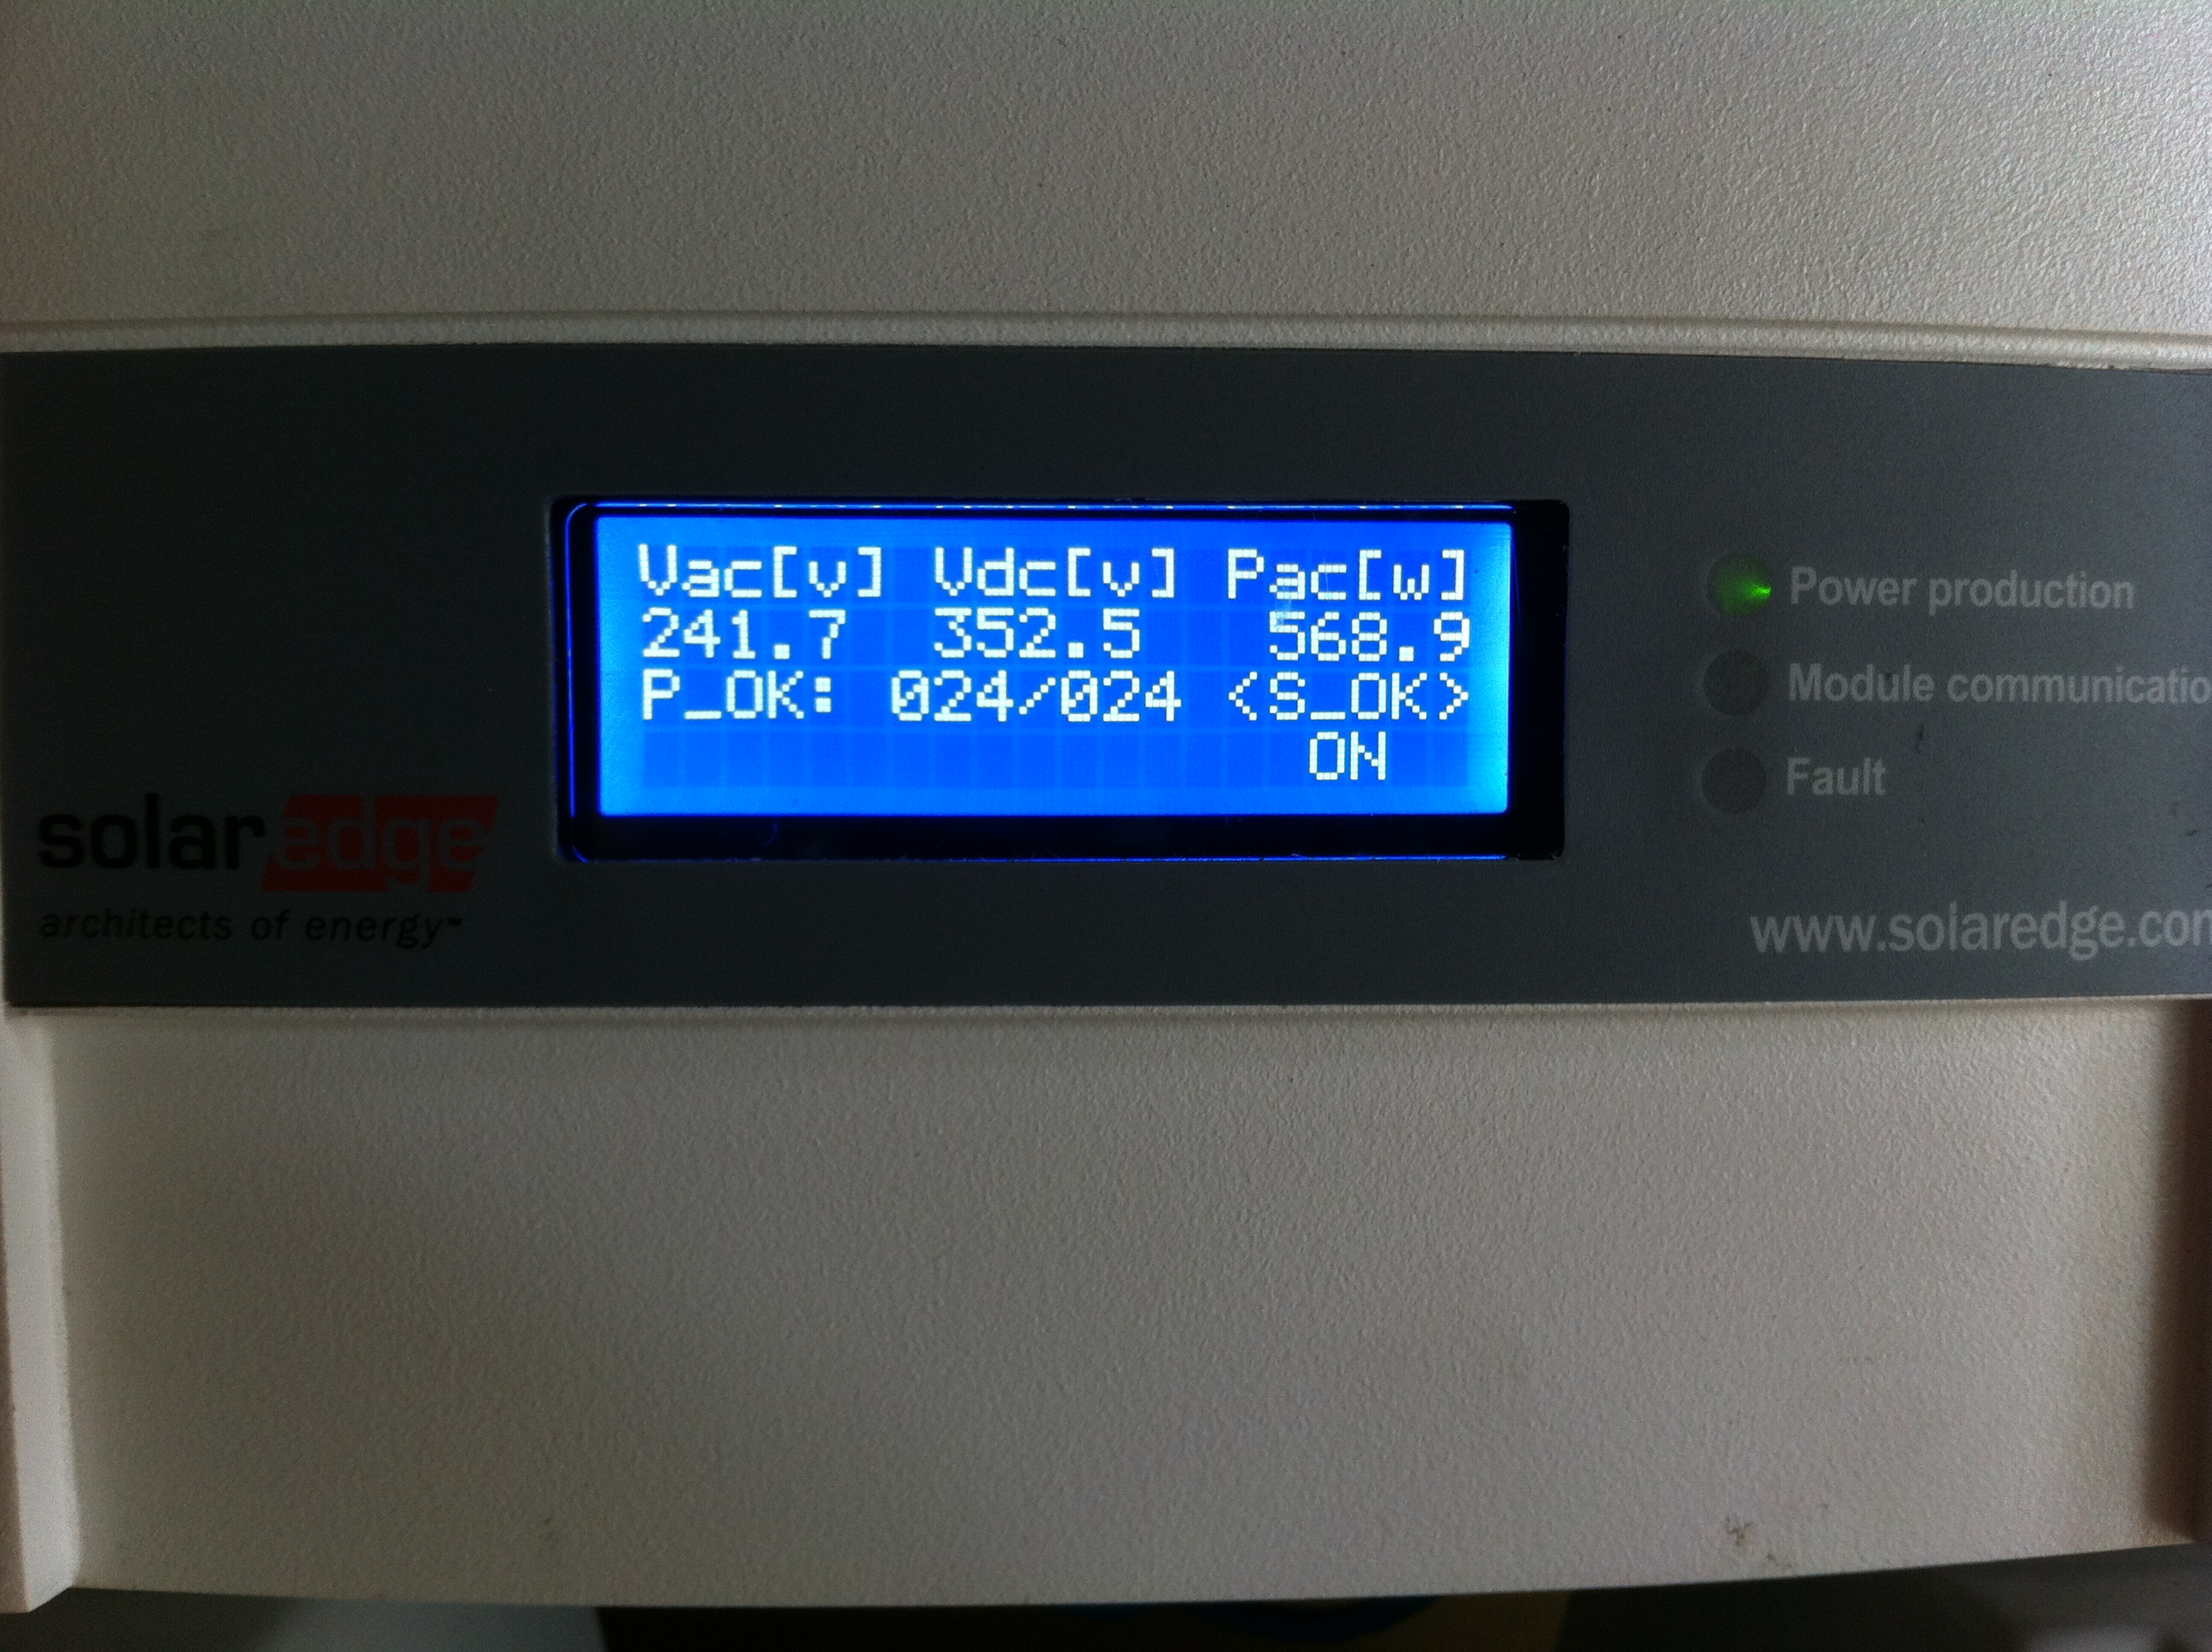 Vac[v] Vdc[v] Pac[w]
241.7 352.5 568.9
P_OK: 024/024 <S_OK>
ON
Power production
Module communicatio
Fault
solaredge
architects of energy™
www.solaredge.com